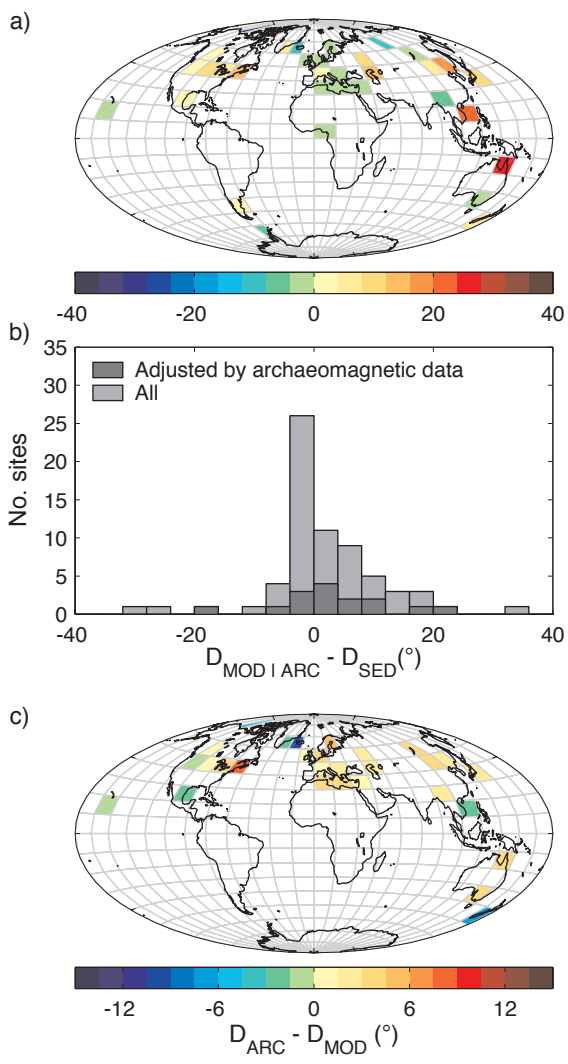 a)
-40 -20 0 20 40
b)
35
30
25
20
15
10
5
0
No. sites
Adjusted by archaeomagnetic data
All
-40 -20 0 20 40
D_MOD I ARC - D_SED(°)
c)
-12 -6 0 6 12
D_ARC - D_MOD (°)